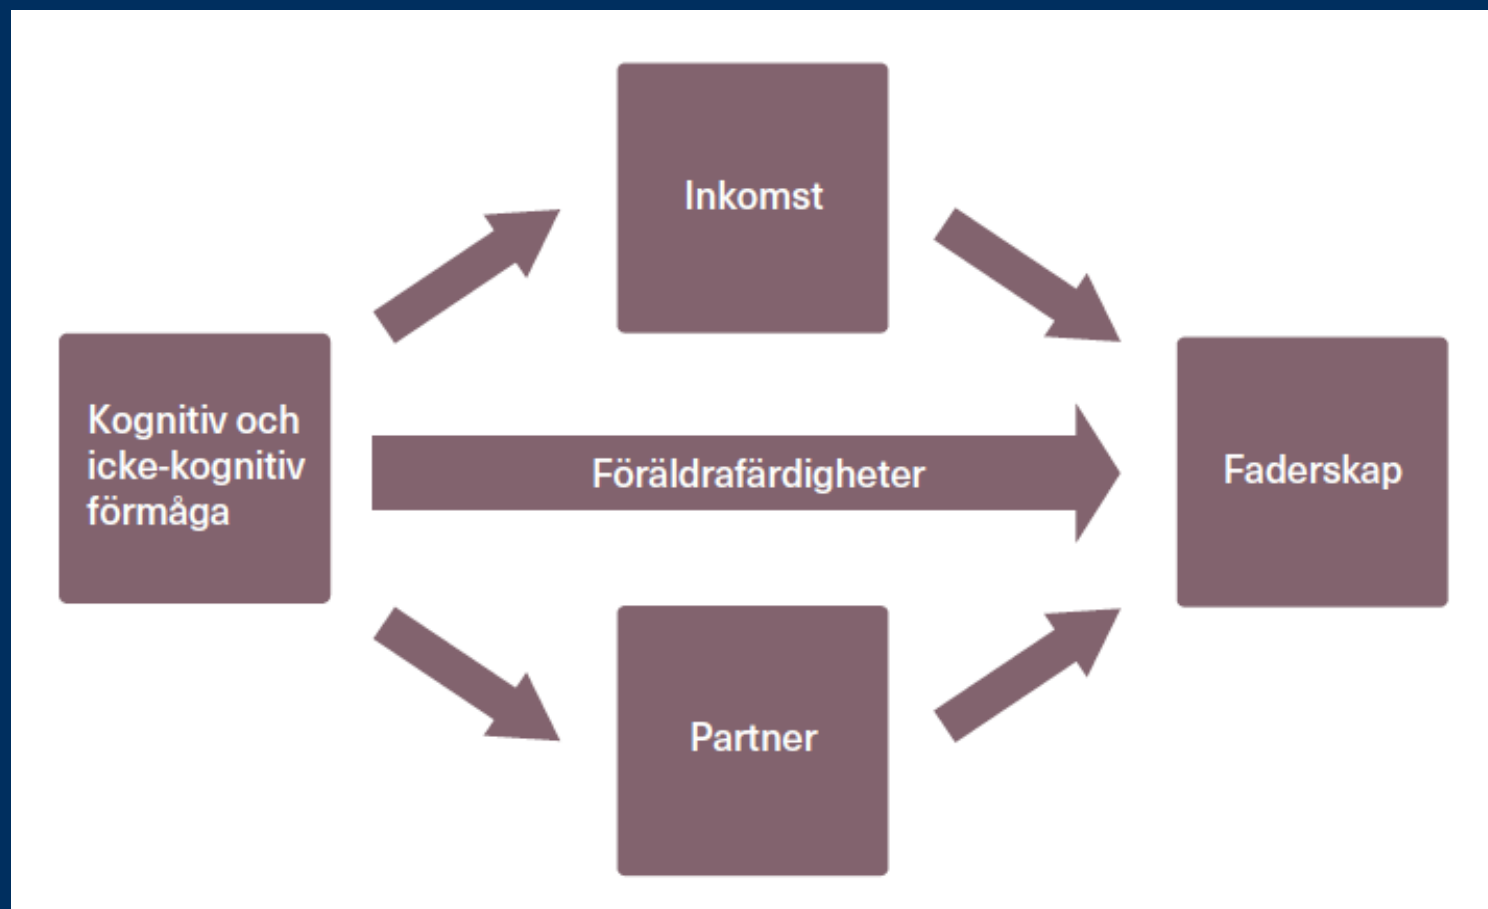 Inkomst
Kognitiv och
icke-kognitiv
förmåga
Föräldrafärdigheter
Faderskap
Partner